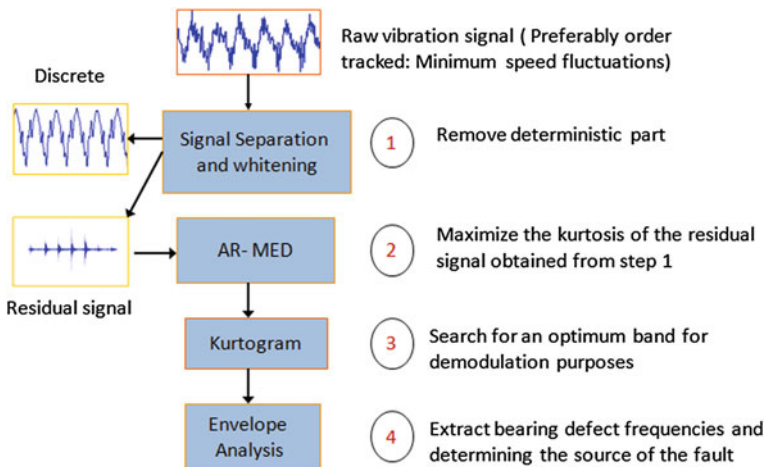 Raw vibration signal ( Preferably order
tracked: Minimum speed fluctuations)
Discrete
Signal Separation
and whitening
1
Remove deterministic part
Residual signal
AR- MED
2
Maximize the kurtosis of the residual
signal obtained from step 1
Kurtogram
3
Search for an optimum band for
demodulation purposes
Envelope
Analysis
4
Extract bearing defect frequencies and
determining the source of the fault